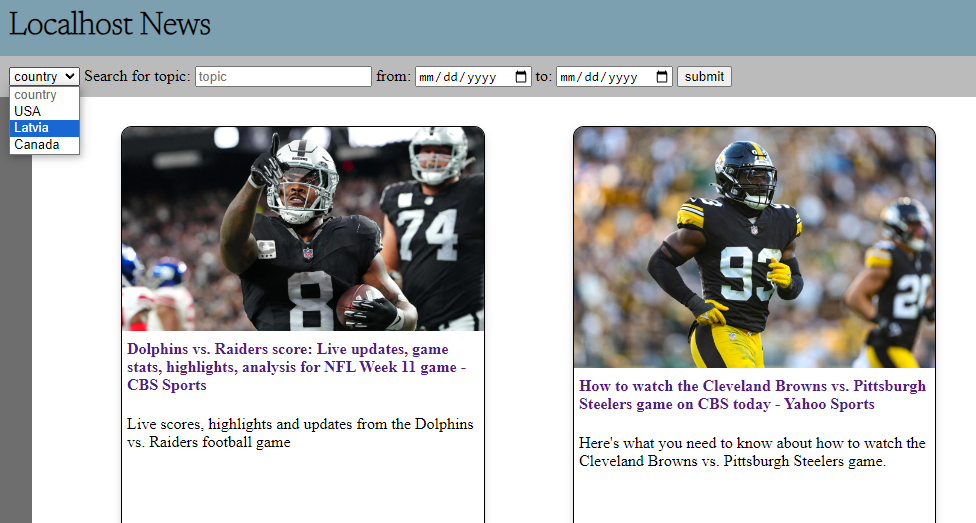 Localhost News
country Search for topic: topic from: mm/dd/yyyy to: mm/dd/yyyy submit
country
USA
Latvia
Canada
8
74
93
Dolphins vs. Raiders score: Live updates, game
stats, highlights, analysis for NFL Week 11 game -
CBS Sports
Live scores, highlights and updates from the Dolphins
vs. Raiders football game
How to watch the Cleveland Browns vs. Pittsburgh
Steelers game on CBS today - Yahoo Sports
Here's what you need to know about how to watch the
Cleveland Browns vs. Pittsburgh Steelers game.